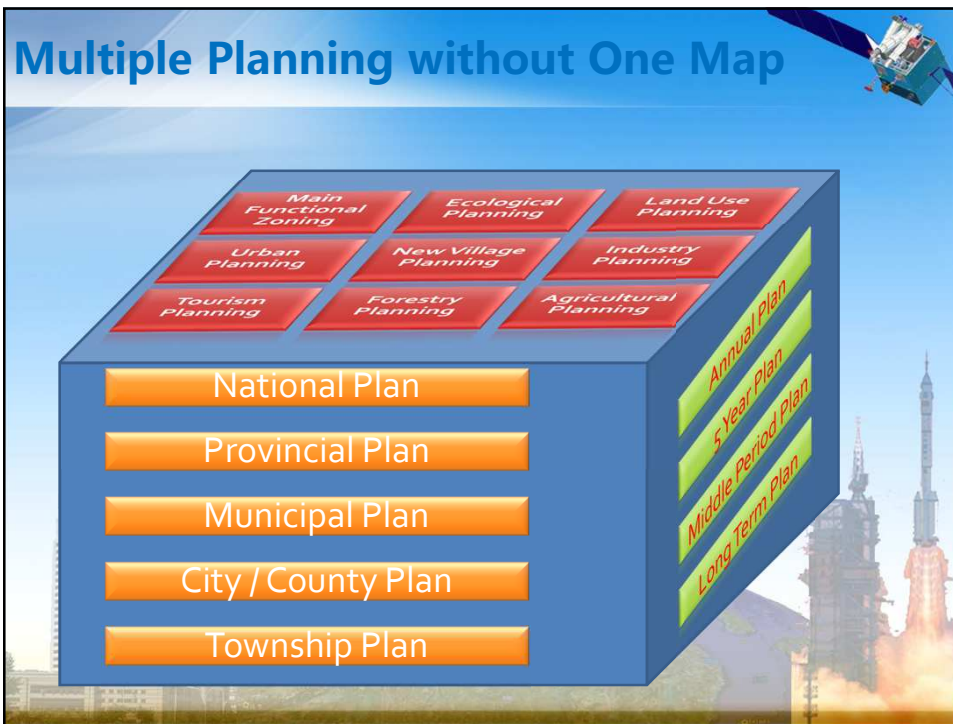 Multiple Planning without One Map
Main
Functional
Zoning
Ecological
Planning
Land Use
Planning
Urban
Planning
New Village
Planning
Industry
Planning
Tourism
Planning
Forestry
Planning
Agricultural
Planning
National Plan
Provincial Plan
Municipal Plan
City / County Plan
Township Plan
Annual Plan
5 Year Plan
Middle Period Plan
Long Term Plan